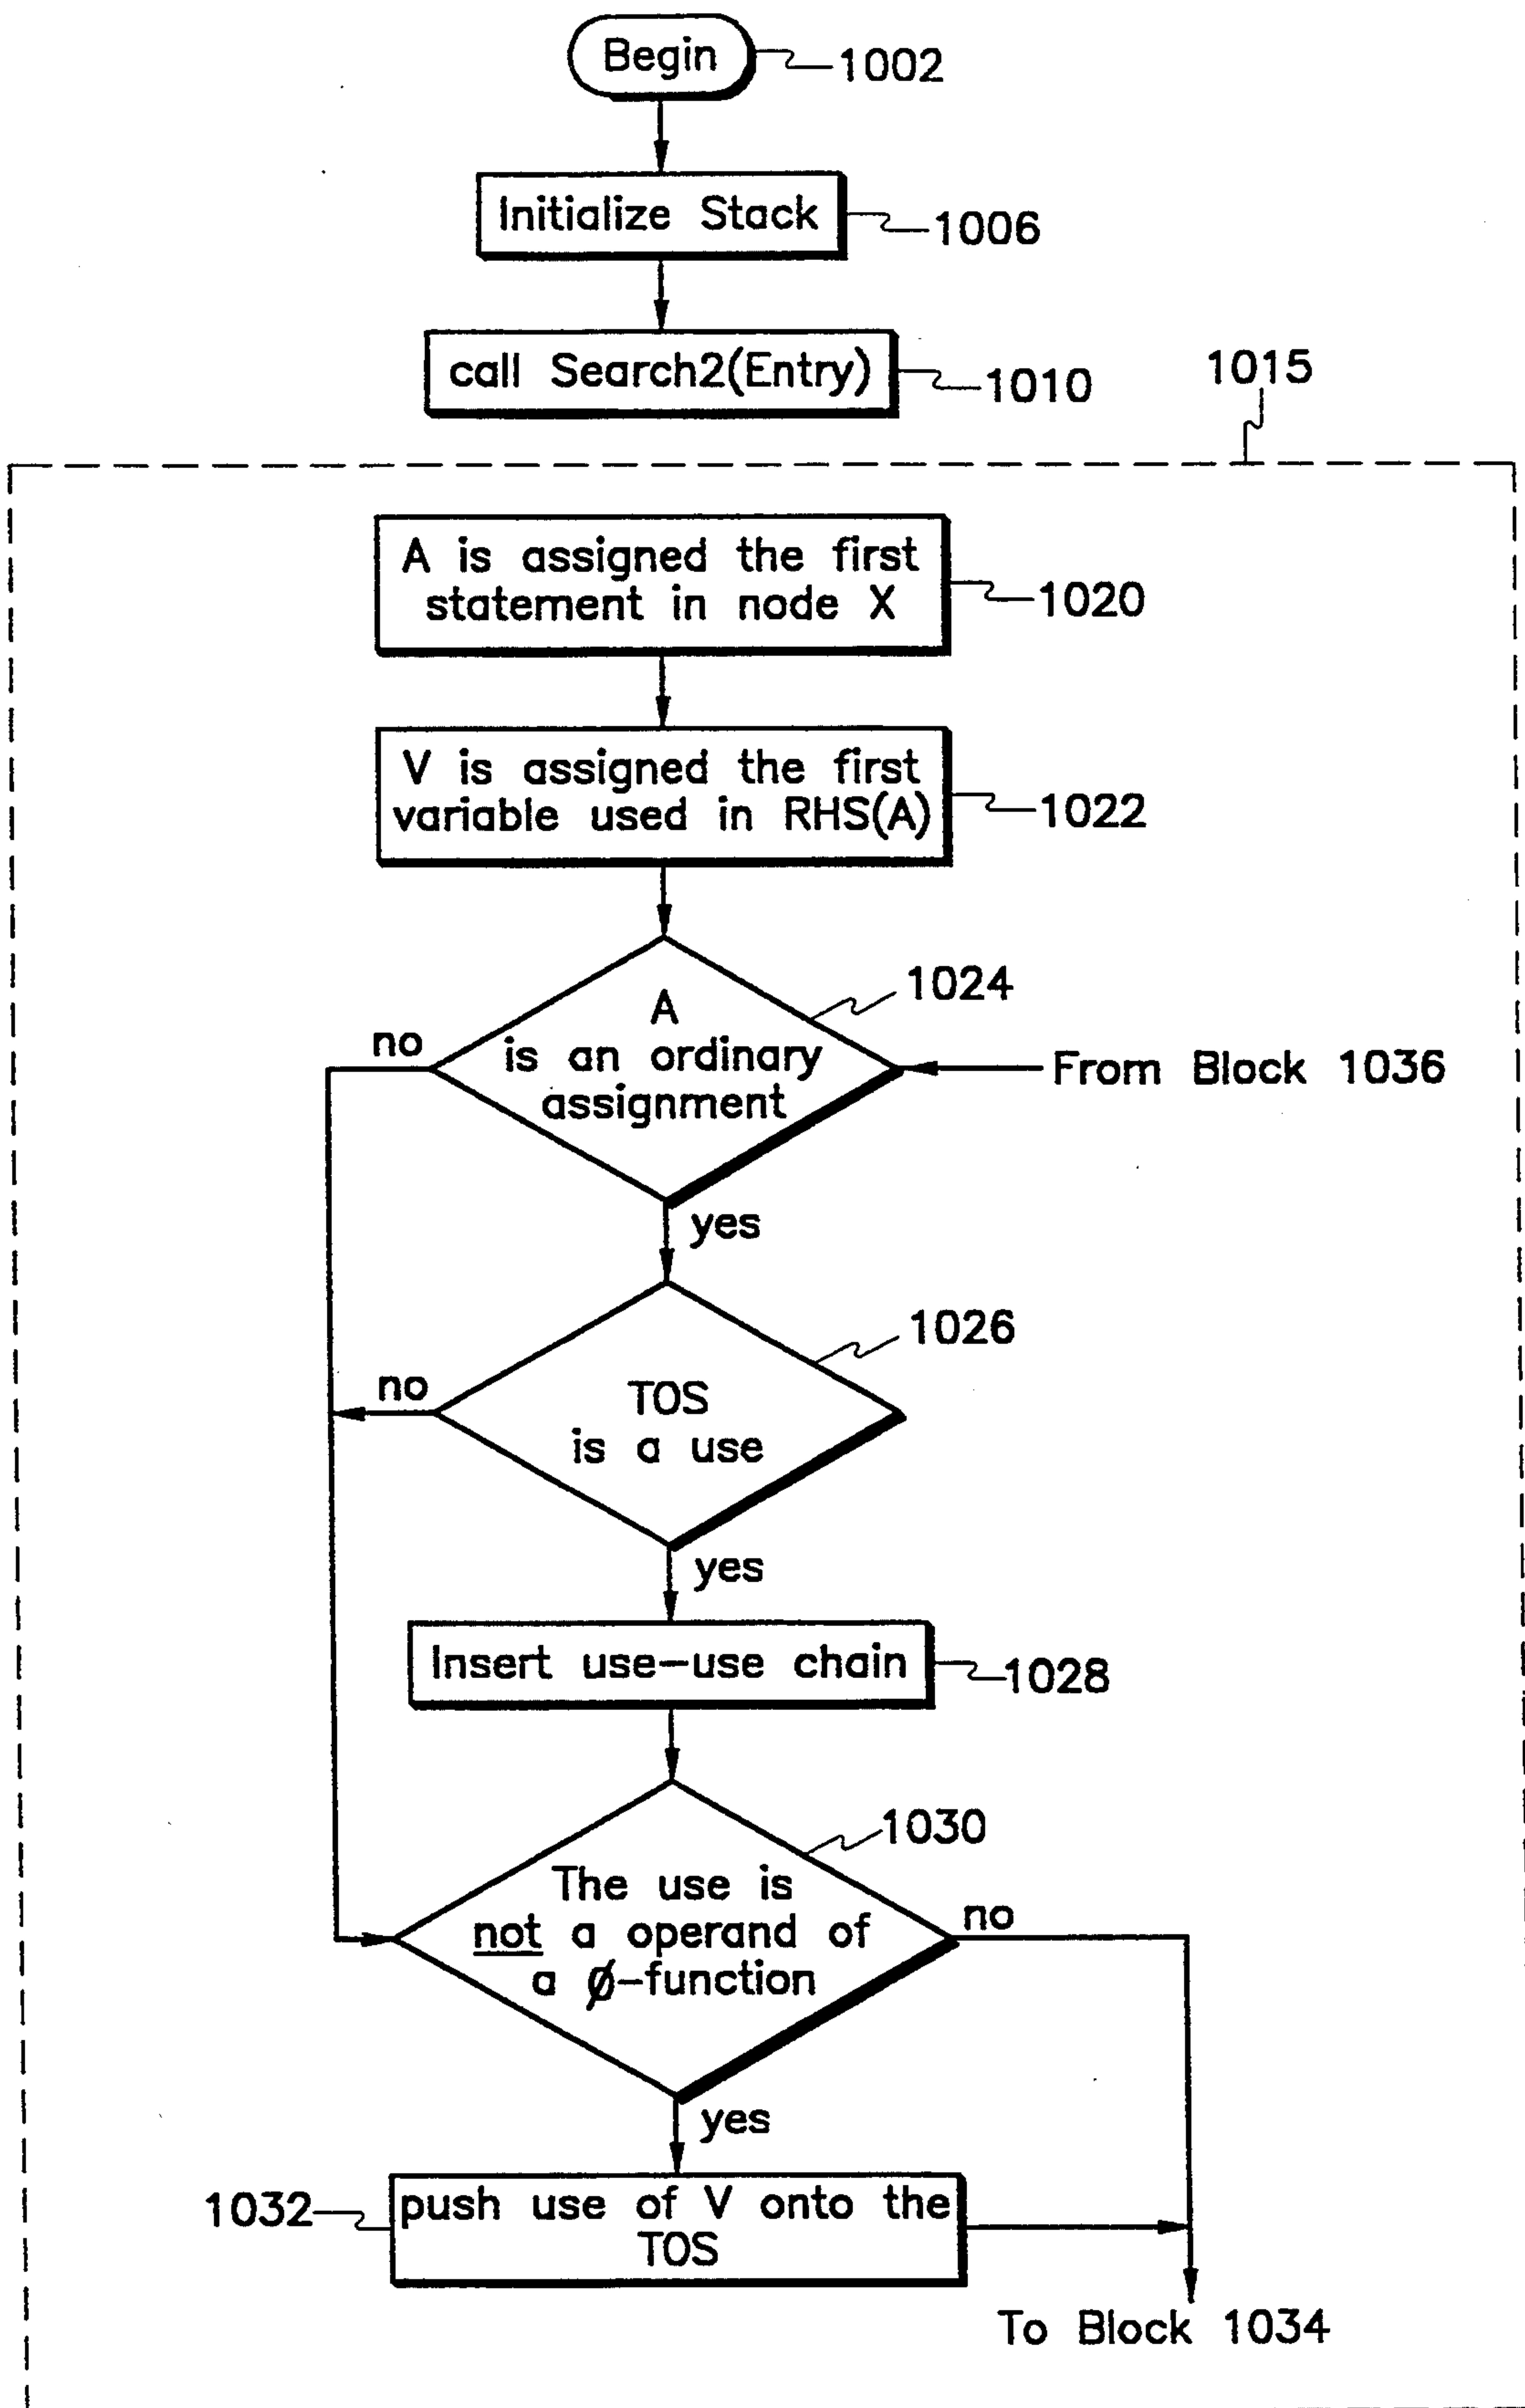 Begin
1002
Initialize Stack
1006
call Search2(Entry)
1010
1015
A is assigned the first
statement in node X
1020
V is assigned the first
variable used in RHS(A)
1022
1024
A
is an ordinary
assignment
no
From Block 1036
yes
1026
TOS
is a use
no
yes
Insert use-use chain
1028
1030
The use is
not a operand of
a ø-function
no
yes
1032
push use of V onto the
TOS
To Block 1034